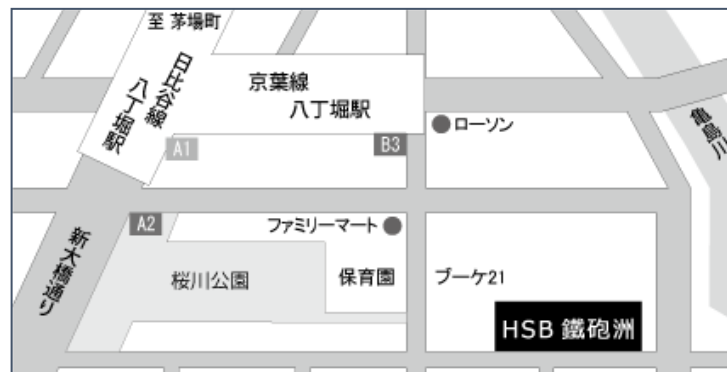 至 茅場町
日比谷線
八丁堀駅
京葉線
八丁堀駅
A1
B3
ローソン
亀島川
A2
ファミリーマート
新大橋通り
桜川公園
保育園
ブーケ21
HSB 鐵砲洲